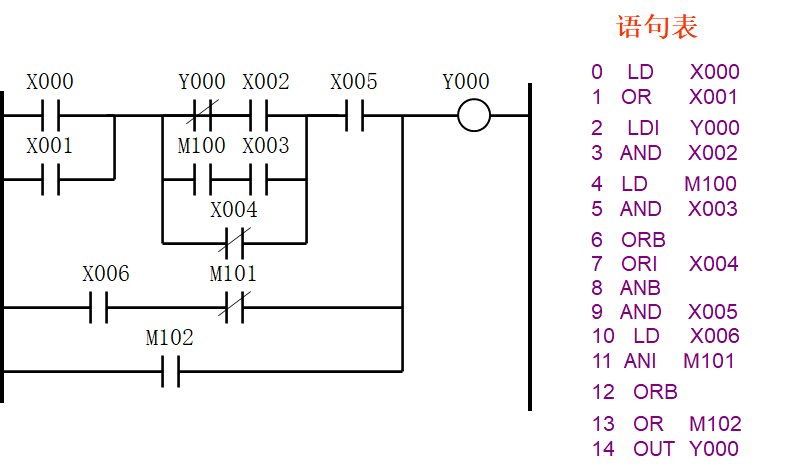 语句表
X000 Y000 X002 X005 Y000
X001 M100 X003
X004
X006 M101
M102
0 LD X000
1 OR X001
2 LDI Y000
3 AND X002
4 LD M100
5 AND X003
6 ORB
7 ORI X004
8 ANB
9 AND X005
10 LD X006
11 ANI M101
12 ORB
13 OR M102
14 OUT Y000